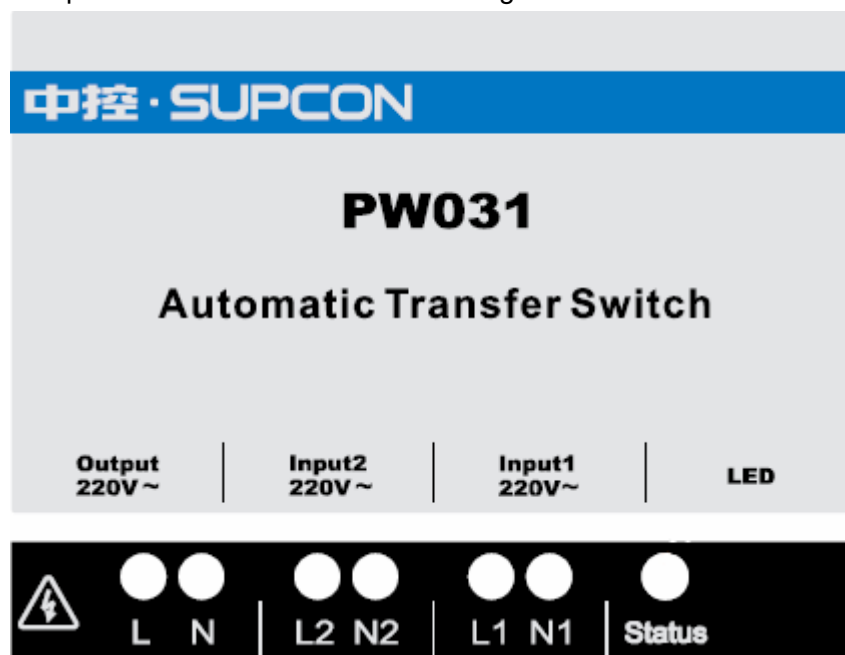 中控·SUPCON
PW031
Automatic Transfer Switch
Output
220V~
Input2
220V~
Input1
220V~
LED
L N L2 N2 L1 N1 Status